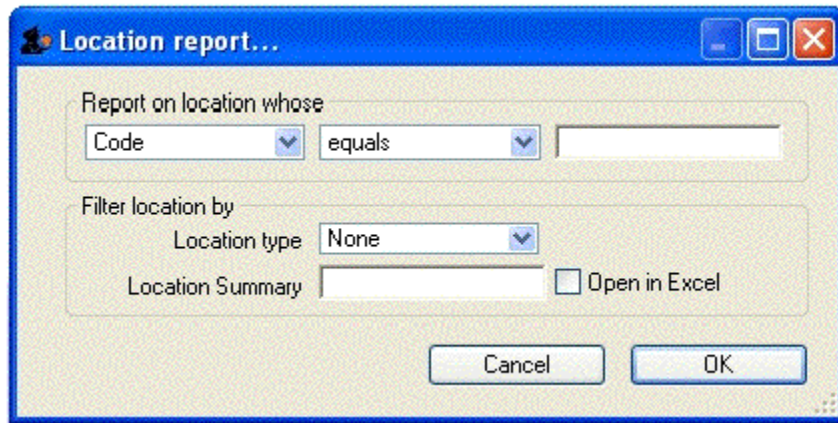 Location report...
Report on location whose
Code equals
Filter location by
Location type None
Location Summary Open in Excel
Cancel OK